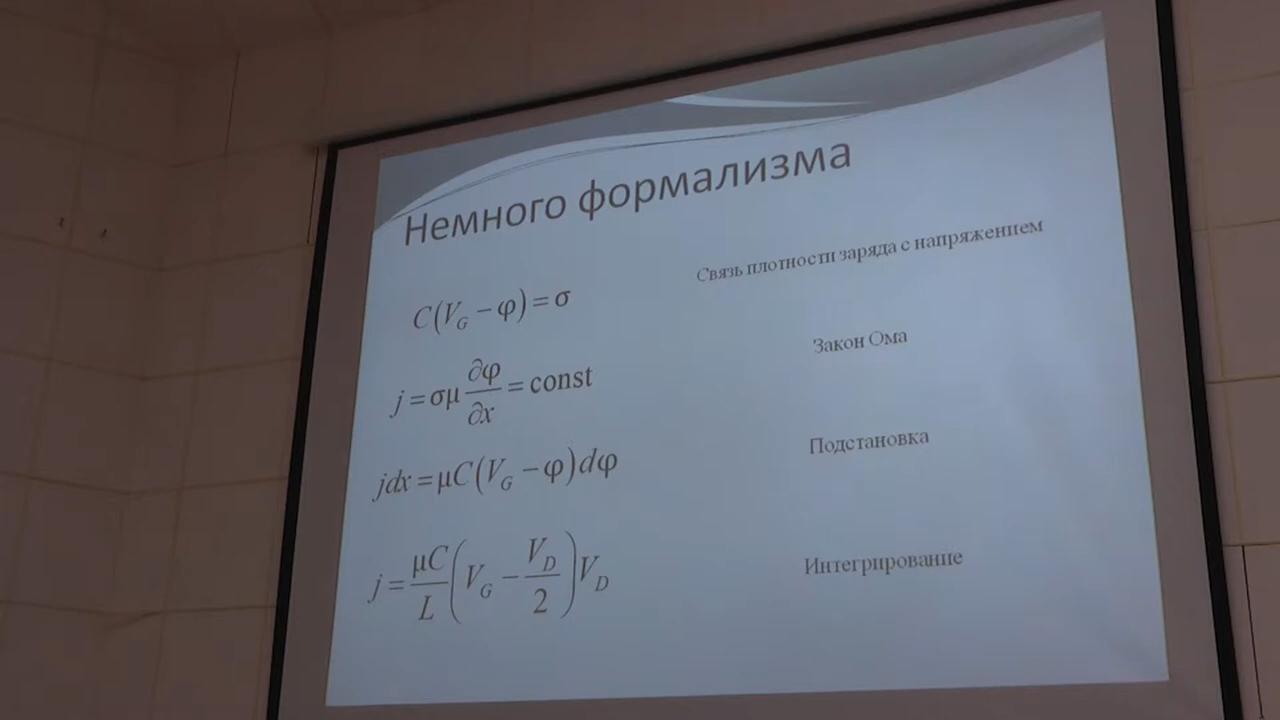 Немного формализма
C(V_G − φ) = σ
Связь плотности заряда с напряжением
j = σμ ∂φ/∂x = const
Закон Ома
jdx = μC(V_G − φ)dφ
Подстановка
j = μC/L (V_G − V_D/2) V_D
Интегрирование